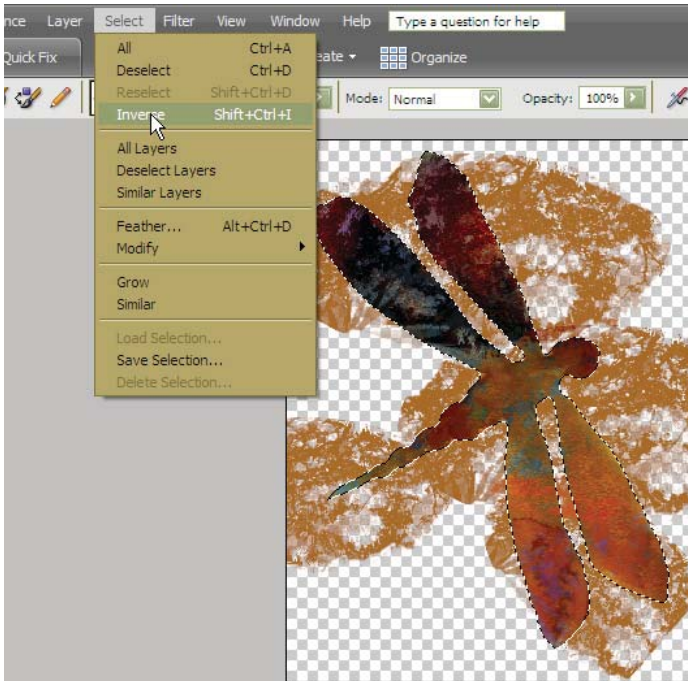 Layer Select Filter View Window Help Type a question for help
Quick Fix Organize
Mode: Normal Opacity: 100%
All Ctrl+A
Deselect Ctrl+D
Reselect Shift+Ctrl+D
Inverse Shift+Ctrl+I
All Layers
Deselect Layers
Similar Layers
Feather... Alt+Ctrl+D
Modify
Grow
Similar
Load Selection...
Save Selection...
Delete Selection...